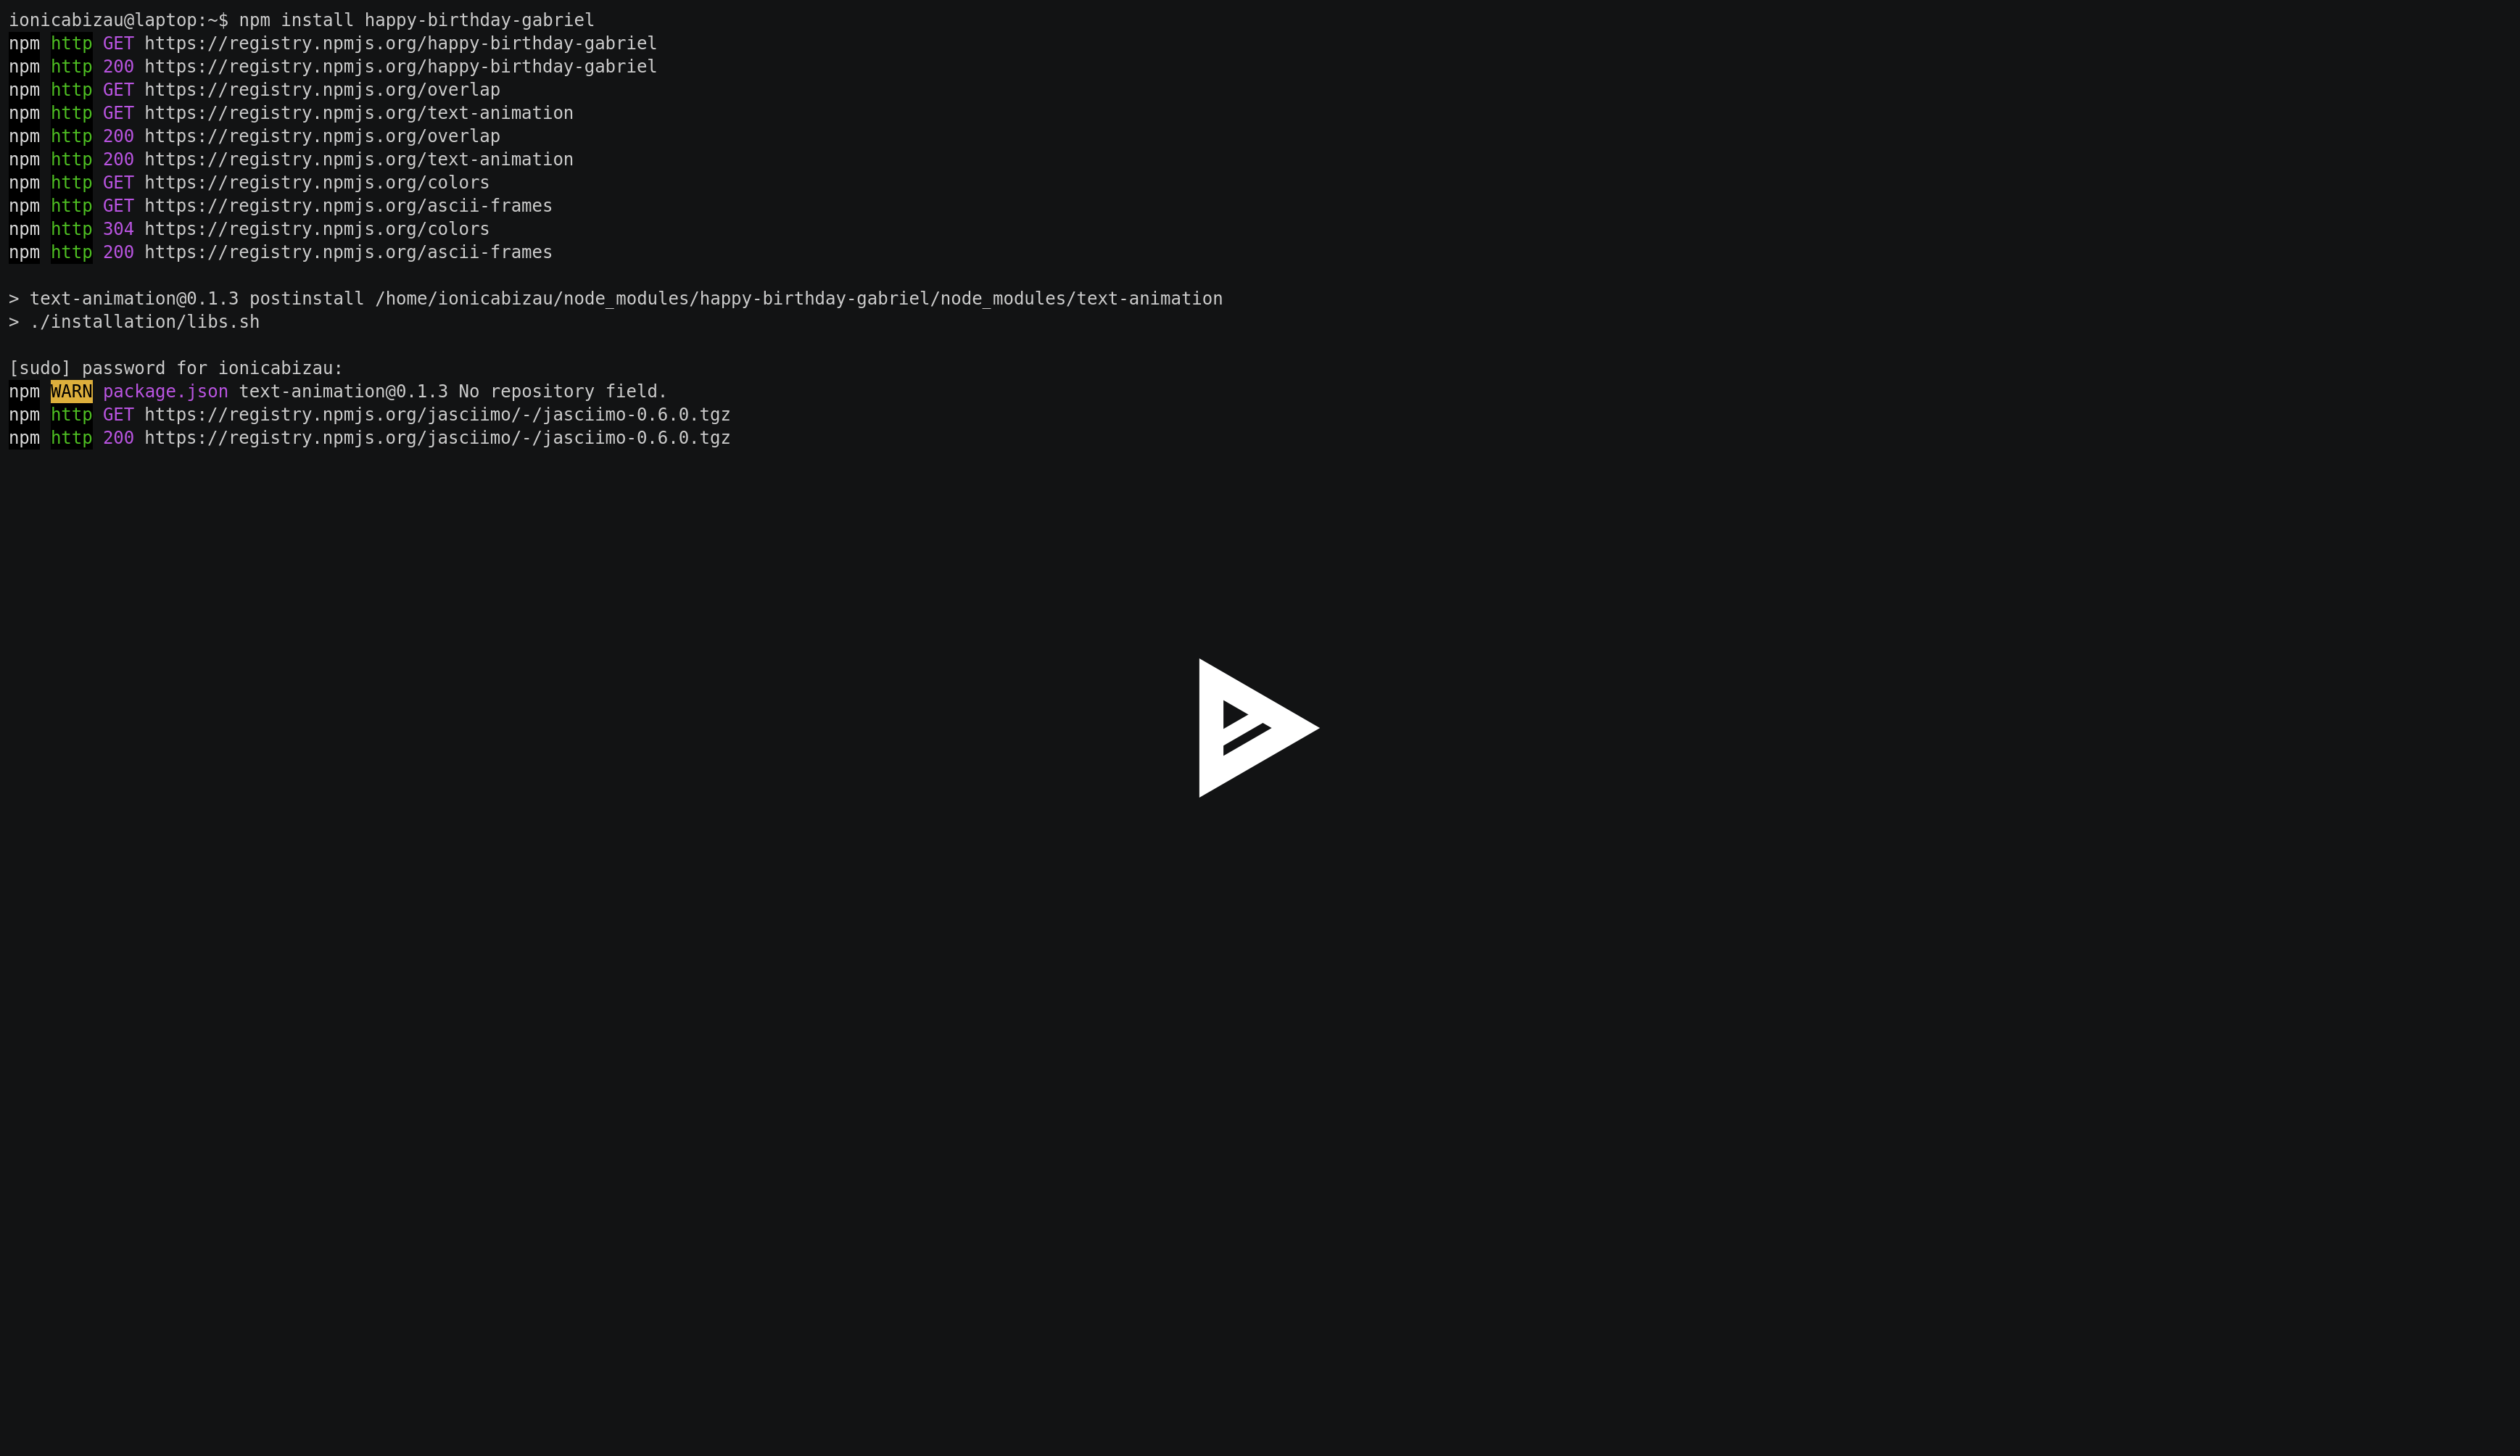 ionicabizau@laptop:~$ npm install happy-birthday-gabriel
npm http GET https://registry.npmjs.org/happy-birthday-gabriel
npm http 200 https://registry.npmjs.org/happy-birthday-gabriel
npm http GET https://registry.npmjs.org/overlap
npm http GET https://registry.npmjs.org/text-animation
npm http 200 https://registry.npmjs.org/overlap
npm http 200 https://registry.npmjs.org/text-animation
npm http GET https://registry.npmjs.org/colors
npm http GET https://registry.npmjs.org/ascii-frames
npm http 304 https://registry.npmjs.org/colors
npm http 200 https://registry.npmjs.org/ascii-frames
> text-animation@0.1.3 postinstall /home/ionicabizau/node_modules/happy-birthday-gabriel/node_modules/text-animation
> ./installation/libs.sh
[sudo] password for ionicabizau:
npm WARN package.json text-animation@0.1.3 No repository field.
npm http GET https://registry.npmjs.org/jasciimo/-/jasciimo-0.6.0.tgz
npm http 200 https://registry.npmjs.org/jasciimo/-/jasciimo-0.6.0.tgz